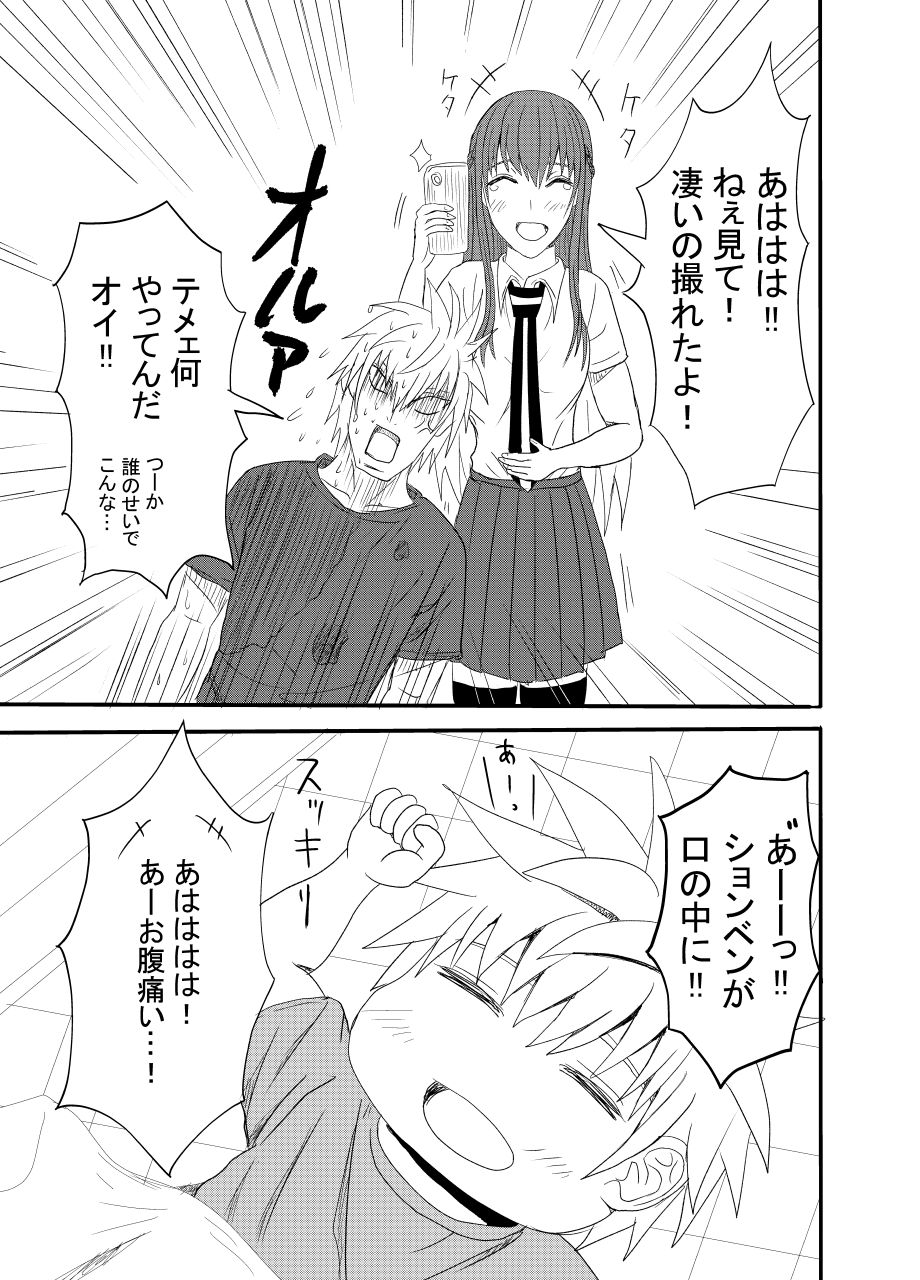 あははは!!
ねぇ見て！
凄いの撮れたよ！
ケタ
ケタ
オルァ
テメェ何
やってんだ
オイ!!
つーか
誰のせいで
こんな…
あ゛ーーっ!!
ションベンが
口の中に!!
あーっ
スッキリ
あはははは！
あーお腹痛い…！